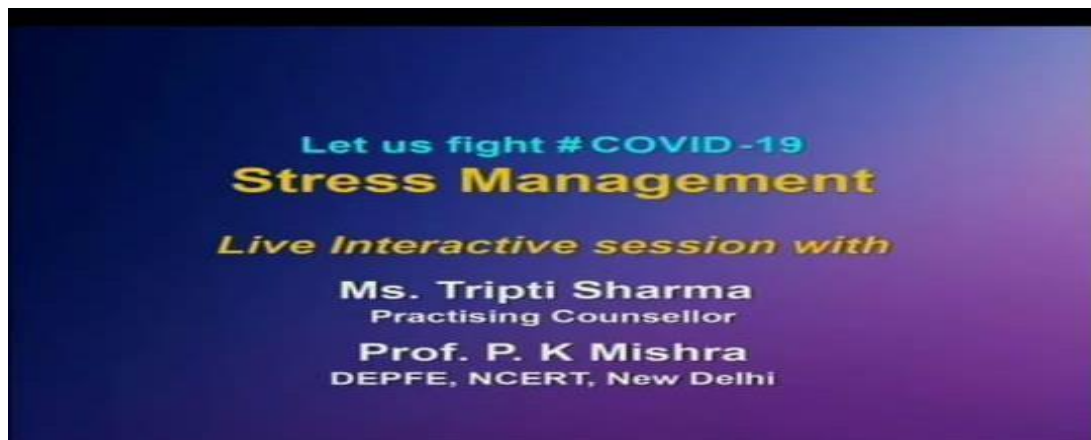 Let us fight #COVID-19
Stress Management
Live Interactive session with
Ms. Tripti Sharma
Practising Counsellor
Prof. P. K Mishra
DEPFE, NCERT, New Delhi